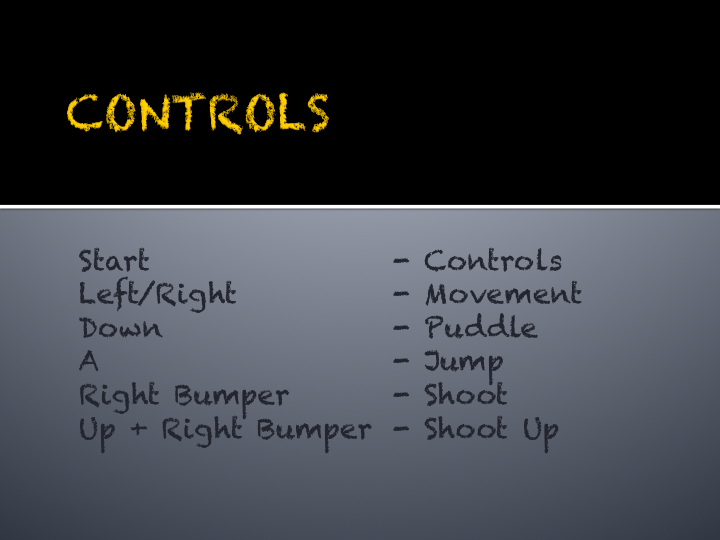 CONTROLS
Start - Controls
Left/Right - Movement
Down - Puddle
A - Jump
Right Bumper - Shoot
Up + Right Bumper - Shoot Up